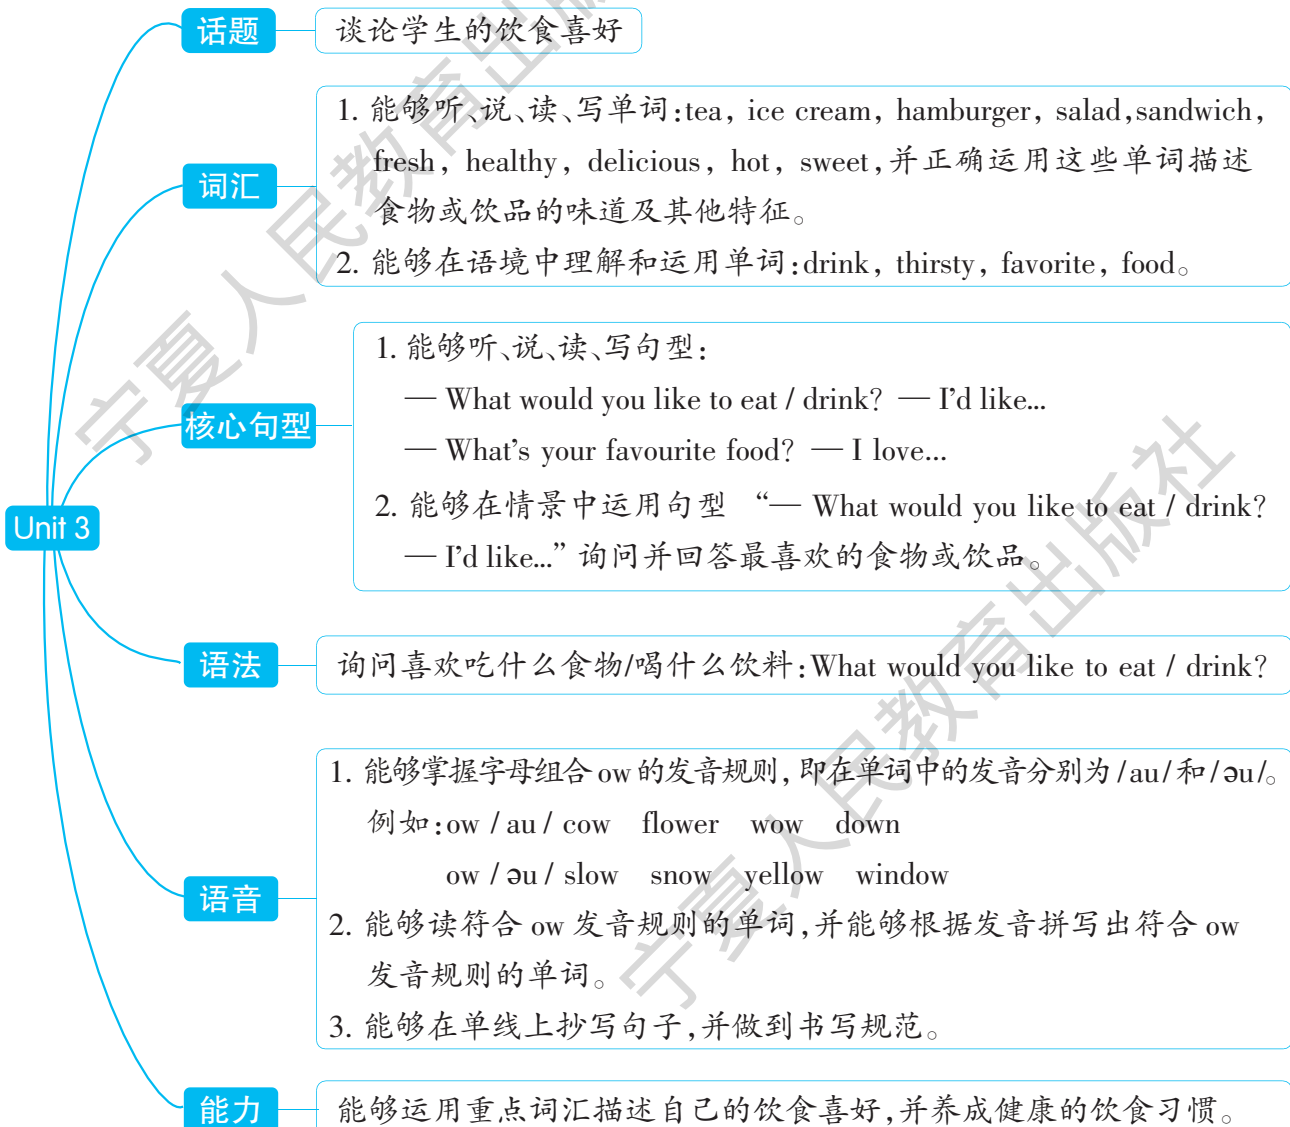 话题
谈论学生的饮食喜好
词汇
1. 能够听、说、读、写单词:tea, ice cream, hamburger, salad,sandwich,
fresh, healthy, delicious, hot, sweet,并正确运用这些单词描述
食物或饮品的味道及其他特征。
2. 能够在语境中理解和运用单词:drink, thirsty, favorite, food。
核心句型
1. 能够听、说、读、写句型:
— What would you like to eat / drink? — I'd like...
— What's your favourite food? — I love...
2. 能够在情景中运用句型 “— What would you like to eat / drink?
— I'd like...” 询问并回答最喜欢的食物或饮品。
Unit 3
语法
询问喜欢吃什么食物/喝什么饮料:What would you like to eat / drink?
语音
1. 能够掌握字母组合 ow 的发音规则, 即在单词中的发音分别为 /au/和/əu/。
例如:ow / au / cow flower wow down
ow / əu / slow snow yellow window
2. 能够读符合 ow 发音规则的单词,并能够根据发音拼写出符合 ow
发音规则的单词。
3. 能够在单线上抄写句子,并做到书写规范。
能力
能够运用重点词汇描述自己的饮食喜好,并养成健康的饮食习惯。
宁夏人民教育出版社
宁夏人民教育出版社